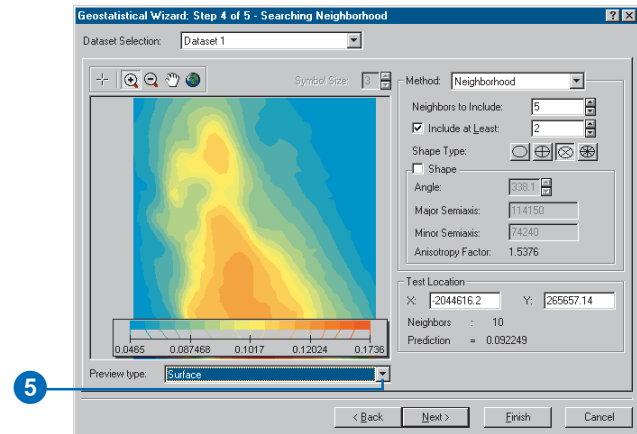 Geostatistical Wizard: Step 4 of 5 - Searching Neighborhood
Dataset Selection: Dataset 1
Symbol Size: 3
Method: Neighborhood
Neighbors to Include: 5
Include at Least: 2
Shape Type:
Shape
Angle: 338.1
Major Semiaxis: 114150
Minor Semiaxis: 74240
Anisotropy Factor: 1.5376
Test Location
X: -2044616.2 Y: 265657.14
Neighbors : 10
Prediction = 0.092249
0.0465 0.087468 0.1017 0.12024 0.1736
Preview type: Surface
5
< Back Next > Finish Cancel